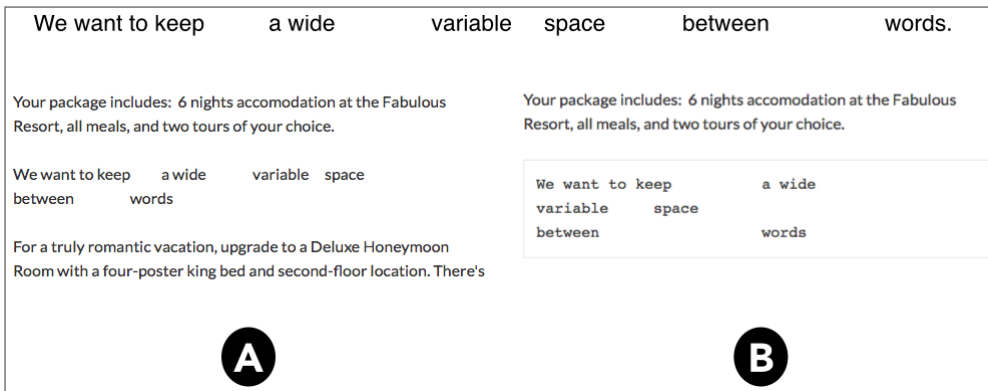 We want to keep a wide variable space between words.
Your package includes: 6 nights accomodation at the Fabulous
Resort, all meals, and two tours of your choice.
We want to keep a wide variable space
between words
For a truly romantic vacation, upgrade to a Deluxe Honeymoon
Room with a four-poster king bed and second-floor location. There's
A
Your package includes: 6 nights accomodation at the Fabulous
Resort, all meals, and two tours of your choice.
We want to keep a wide
variable space
between words
B